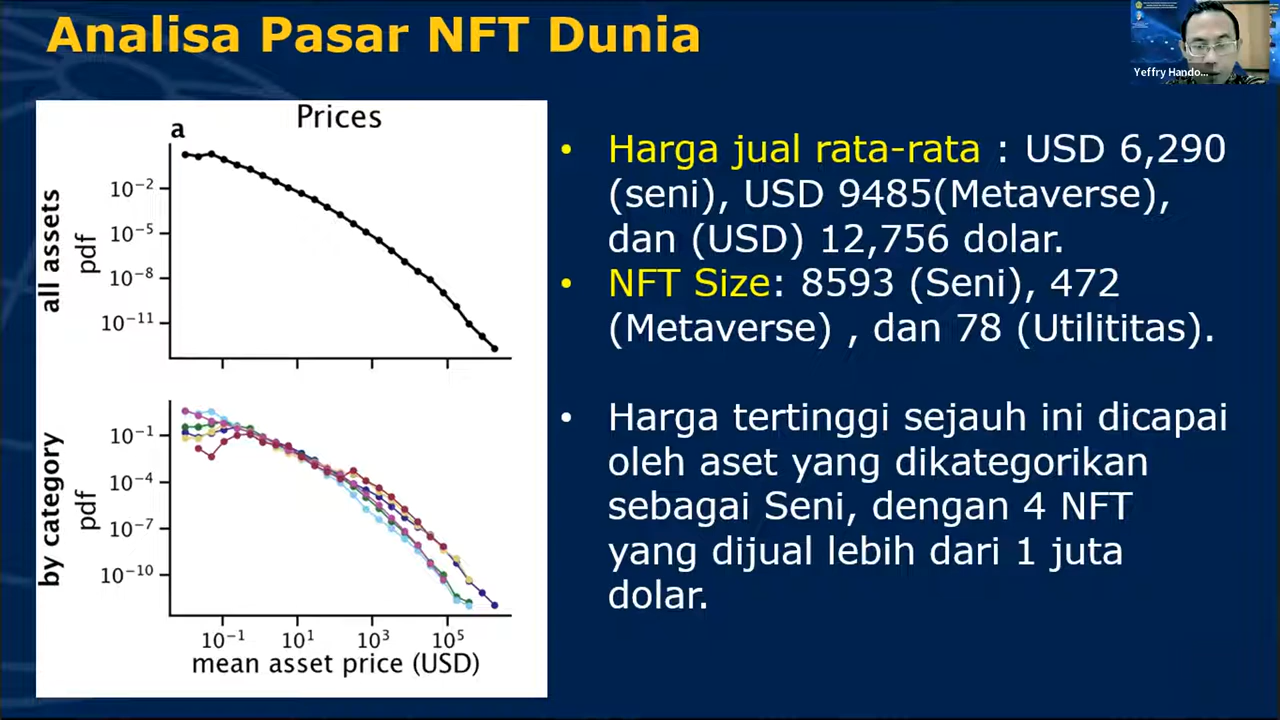 Analisa Pasar NFT Dunia
Yeffry Hando...
Prices
a
all assets
pdf
10⁻²
10⁻⁵
10⁻⁸
10⁻¹¹
by category
pdf
10⁻¹
10⁻⁴
10⁻⁷
10⁻¹⁰
10⁻¹ 10¹ 10³ 10⁵
mean asset price (USD)
• Harga jual rata-rata : USD 6,290
(seni), USD 9485(Metaverse),
dan (USD) 12,756 dolar.
• NFT Size: 8593 (Seni), 472
(Metaverse) , dan 78 (Utilititas).
• Harga tertinggi sejauh ini dicapai
oleh aset yang dikategorikan
sebagai Seni, dengan 4 NFT
yang dijual lebih dari 1 juta
dolar.